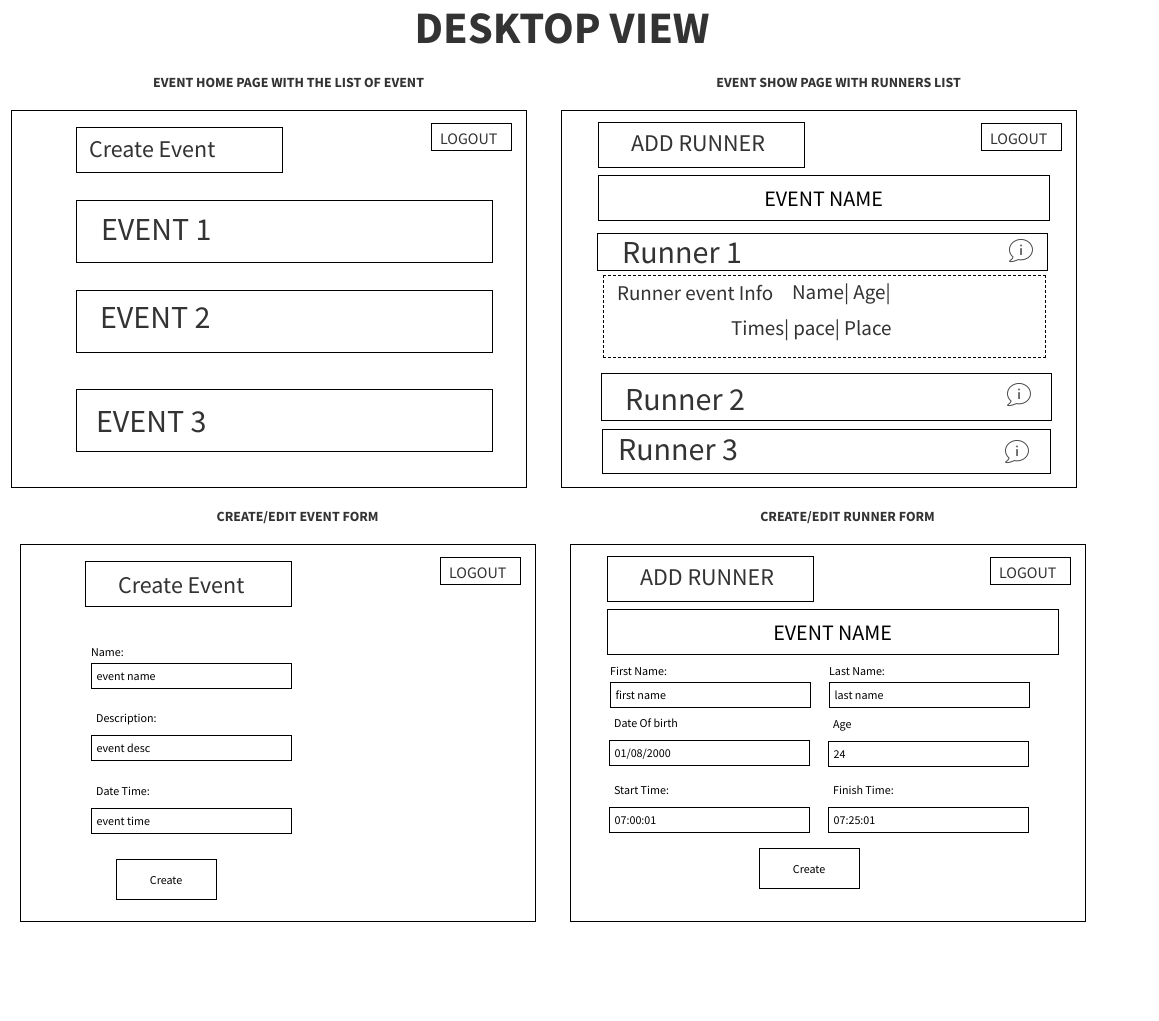 DESKTOP VIEW
EVENT HOME PAGE WITH THE LIST OF EVENT
Create Event
LOGOUT
EVENT 1
EVENT 2
EVENT 3
EVENT SHOW PAGE WITH RUNNERS LIST
ADD RUNNER
LOGOUT
EVENT NAME
Runner 1
i
Runner event Info Name| Age|
Times| pace| Place
Runner 2
i
Runner 3
i
CREATE/EDIT EVENT FORM
Create Event
LOGOUT
Name:
event name
Description:
event desc
Date Time:
event time
Create
CREATE/EDIT RUNNER FORM
ADD RUNNER
LOGOUT
EVENT NAME
First Name:
Last Name:
first name
last name
Date Of birth
Age
01/08/2000
24
Start Time:
Finish Time:
07:00:01
07:25:01
Create